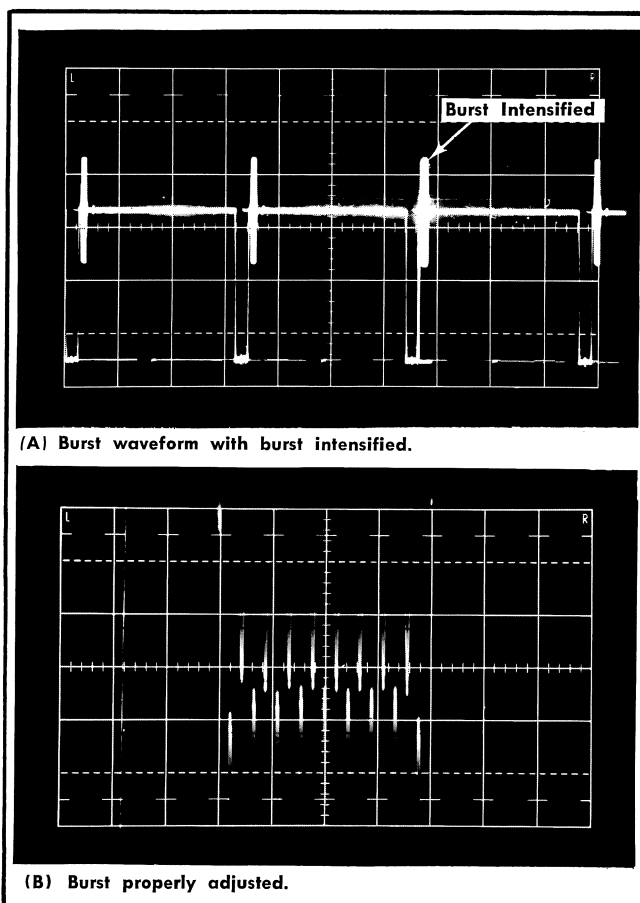 L R
Burst Intensified
(A) Burst waveform with burst intensified.
L R
(B) Burst properly adjusted.